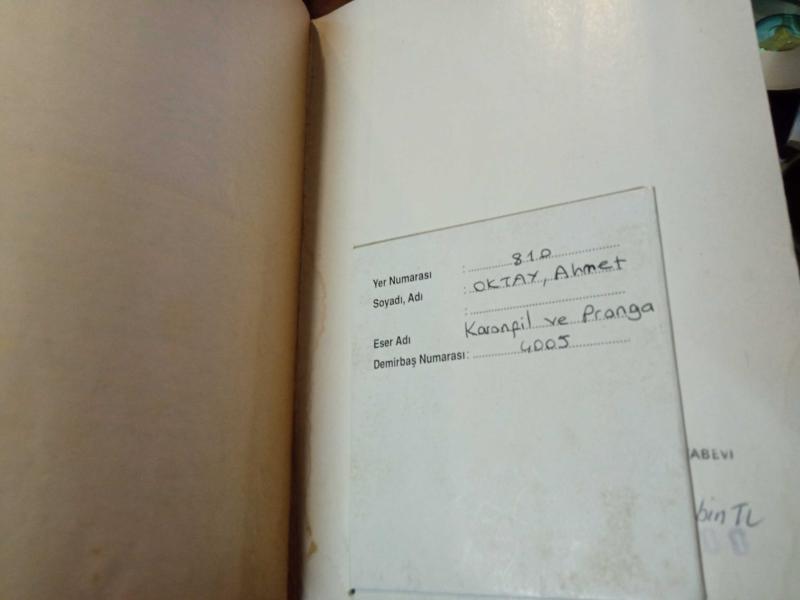 Yer Numarası : 810
Soyadı, Adı : OKTAY, Ahmet
:
Eser Adı Karanfil ve Pranga
Demirbaş Numarası: 4005
ABEVİ
bin TL